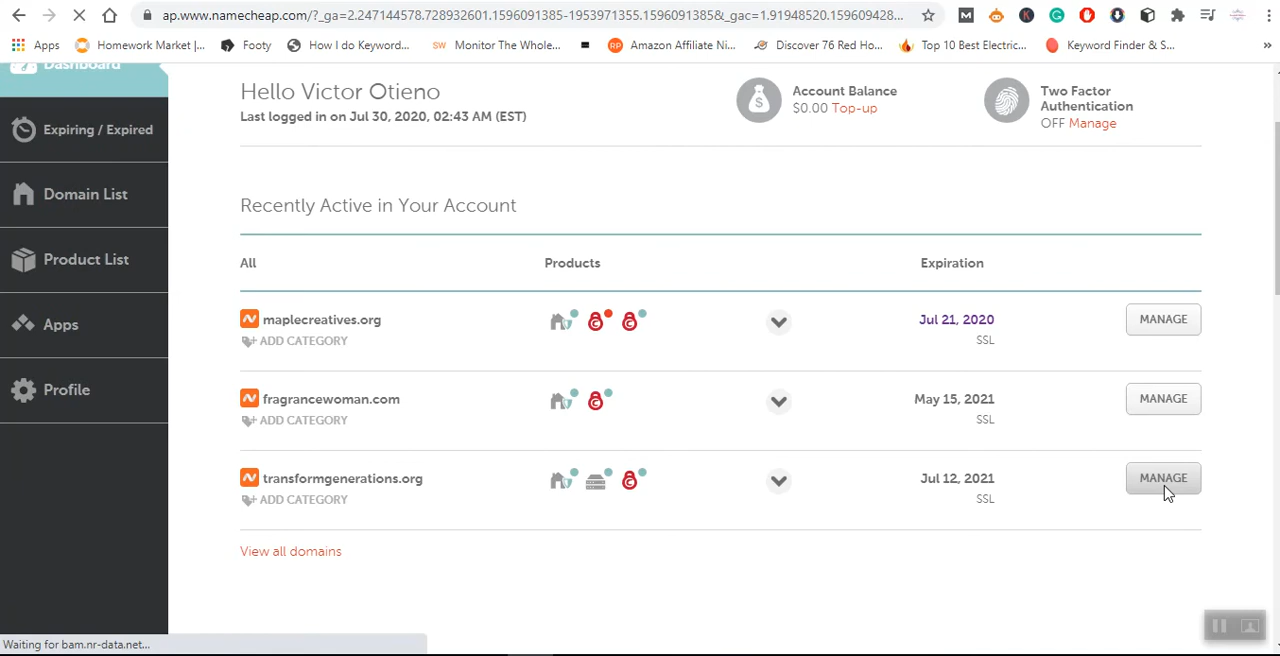 ap.www.namecheap.com/?_ga=2.247144578.728932601.1596091385-1953971355.1596091385&_gac=1.91948520.159609428...
Apps Homework Market |... Footy How I do Keyword... SW Monitor The Whole... RP Amazon Affiliate Ni... Discover 76 Red Ho... Top 10 Best Electric... Keyword Finder & S... »
Dashboard
Expiring / Expired
Domain List
Product List
Apps
Profile
Hello Victor Otieno
Last logged in on Jul 30, 2020, 02:43 AM (EST)
Account Balance
$0.00 Top-up
Two Factor
Authentication
OFF Manage
Recently Active in Your Account
All Products Expiration
maplecreatives.org Jul 21, 2020 MANAGE
ADD CATEGORY SSL
fragrancewoman.com May 15, 2021 MANAGE
ADD CATEGORY SSL
transformgenerations.org Jul 12, 2021 MANAGE
ADD CATEGORY SSL
View all domains
Waiting for bam.nr-data.net...